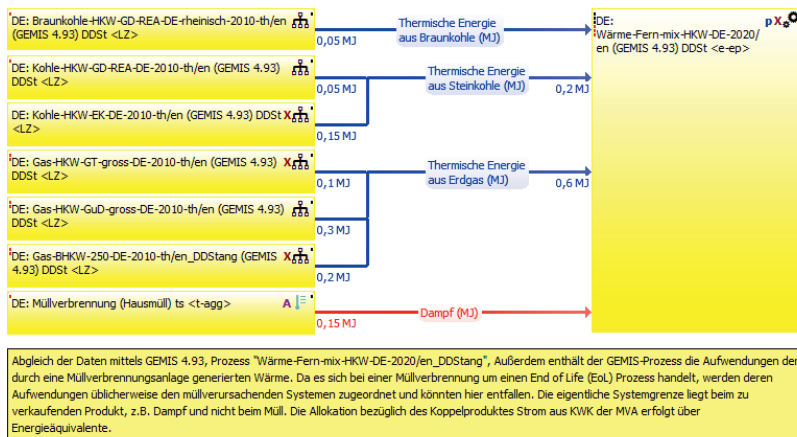 DE: Braunkohle-HKW-GD-REA-DE-rheinisch-2010-th/en
(GEMIS 4.93) DDSt <LZ>
0,05 MJ
Thermische Energie
aus Braunkohle (MJ)
DE:
pX
Wärme-Fern-mix-HKW-DE-2020/
en (GEMIS 4.93) DDSt <e-ep>
DE: Kohle-HKW-GD-REA-DE-2010-th/en (GEMIS 4.93)
DDSt <LZ>
0,05 MJ
Thermische Energie
aus Steinkohle (MJ)
0,2 MJ
DE: Kohle-HKW-EK-DE-2010-th/en (GEMIS 4.93) DDSt X
<LZ>
0,15 MJ
DE: Gas-HKW-GT-gross-DE-2010-th/en (GEMIS 4.93) X
DDSt <LZ>
0,1 MJ
Thermische Energie
aus Erdgas (MJ)
0,6 MJ
DE: Gas-HKW-GuD-gross-DE-2010-th/en (GEMIS 4.93)
DDSt <LZ>
0,3 MJ
DE: Gas-BHKW-250-DE-2010-th/en_DDStang (GEMIS X
4.93) DDSt <LZ>
0,2 MJ
DE: Müllverbrennung (Hausmüll) ts <t-agg> A
0,15 MJ
Dampf (MJ)
Abgleich der Daten mittels GEMIS 4.93, Prozess "Wärme-Fern-mix-HKW-DE-2020/en_DDStang", Außerdem enthält der GEMIS-Prozess die Aufwendungen der
durch eine Müllverbrennungsanlage generierten Wärme. Da es sich bei einer Müllverbrennung um einen End of Life (EoL) Prozess handelt, werden deren
Aufwendungen üblicherweise den müllverursachenden Systemen zugeordnet und könnten hier entfallen. Die eigentliche Systemgrenze liegt beim zu
verkaufenden Produkt, z.B. Dampf und nicht beim Müll. Die Allokation bezüglich des Koppelproduktes Strom aus KWK der MVA erfolgt über
Energieäquivalente.